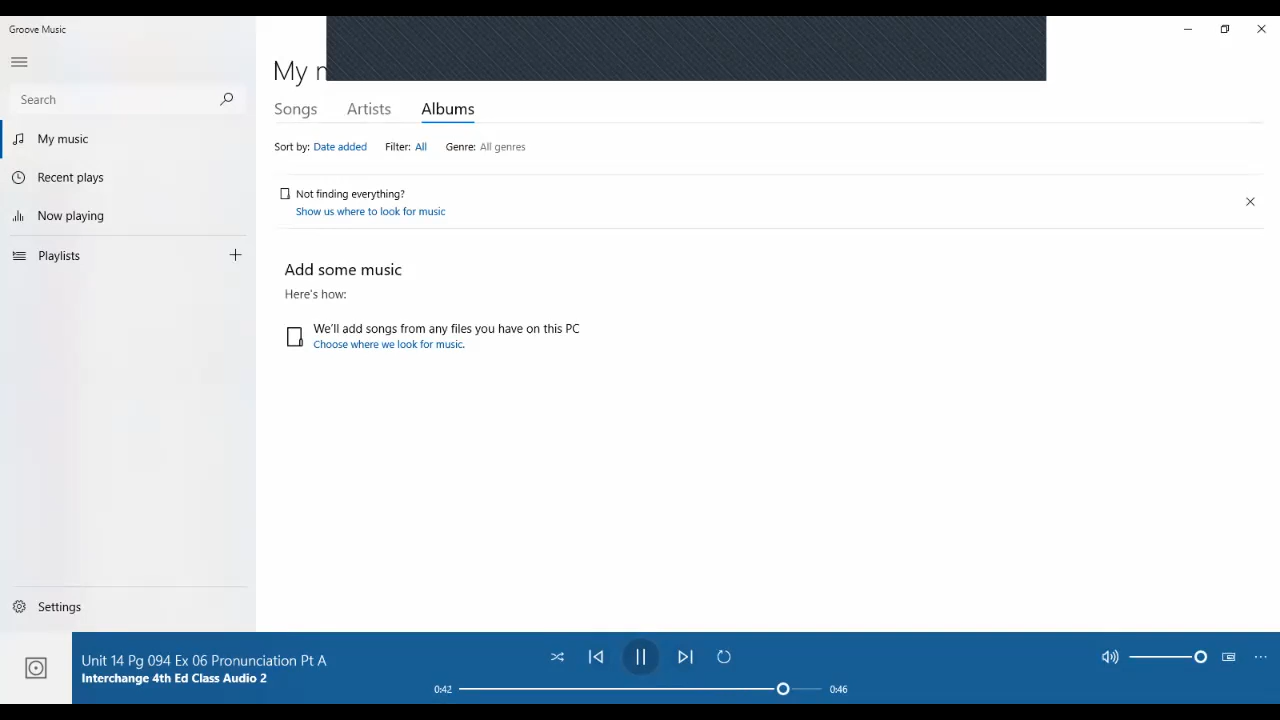 Groove Music
My
Songs Artists Albums
Search
Sort by: Date added Filter: All Genre: All genres
My music
Recent plays
Now playing
Playlists
Not finding everything?
Show us where to look for music
Add some music
Here's how:
We'll add songs from any files you have on this PC
Choose where we look for music.
Settings
Unit 14 Pg 094 Ex 06 Pronunciation Pt A
Interchange 4th Ed Class Audio 2
0:42 0:46